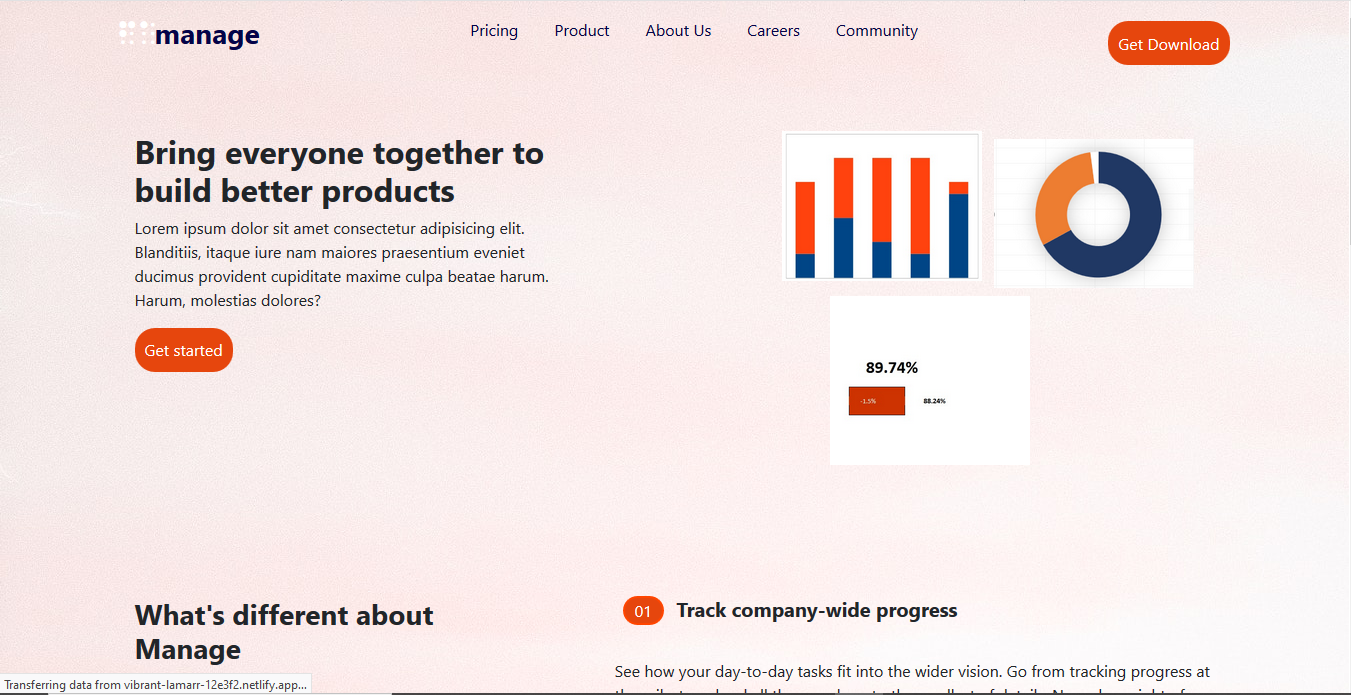 manage
Pricing
Product
About Us
Careers
Community
Get Download
Bring everyone together to
build better products
Lorem ipsum dolor sit amet consectetur adipisicing elit.
Blanditiis, itaque iure nam maiores praesentium eveniet
ducimus provident cupiditate maxime culpa beatae harum.
Harum, molestias dolores?
Get started
89.74%
-1.5%
88.24%
What's different about
Manage
01
Track company-wide progress
See how your day-to-day tasks fit into the wider vision. Go from tracking progress at
Transferring data from vibrant-lamarr-12e3f2.netlify.app...